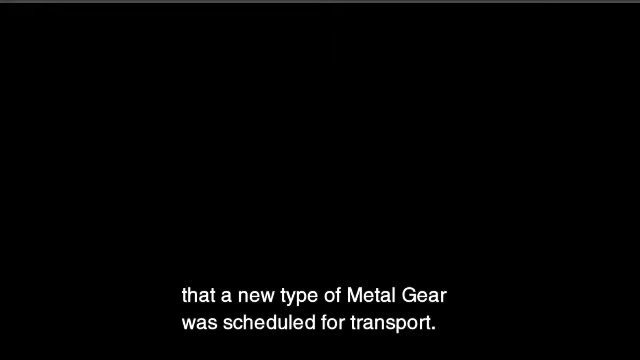 that a new type of Metal Gear
was scheduled for transport.